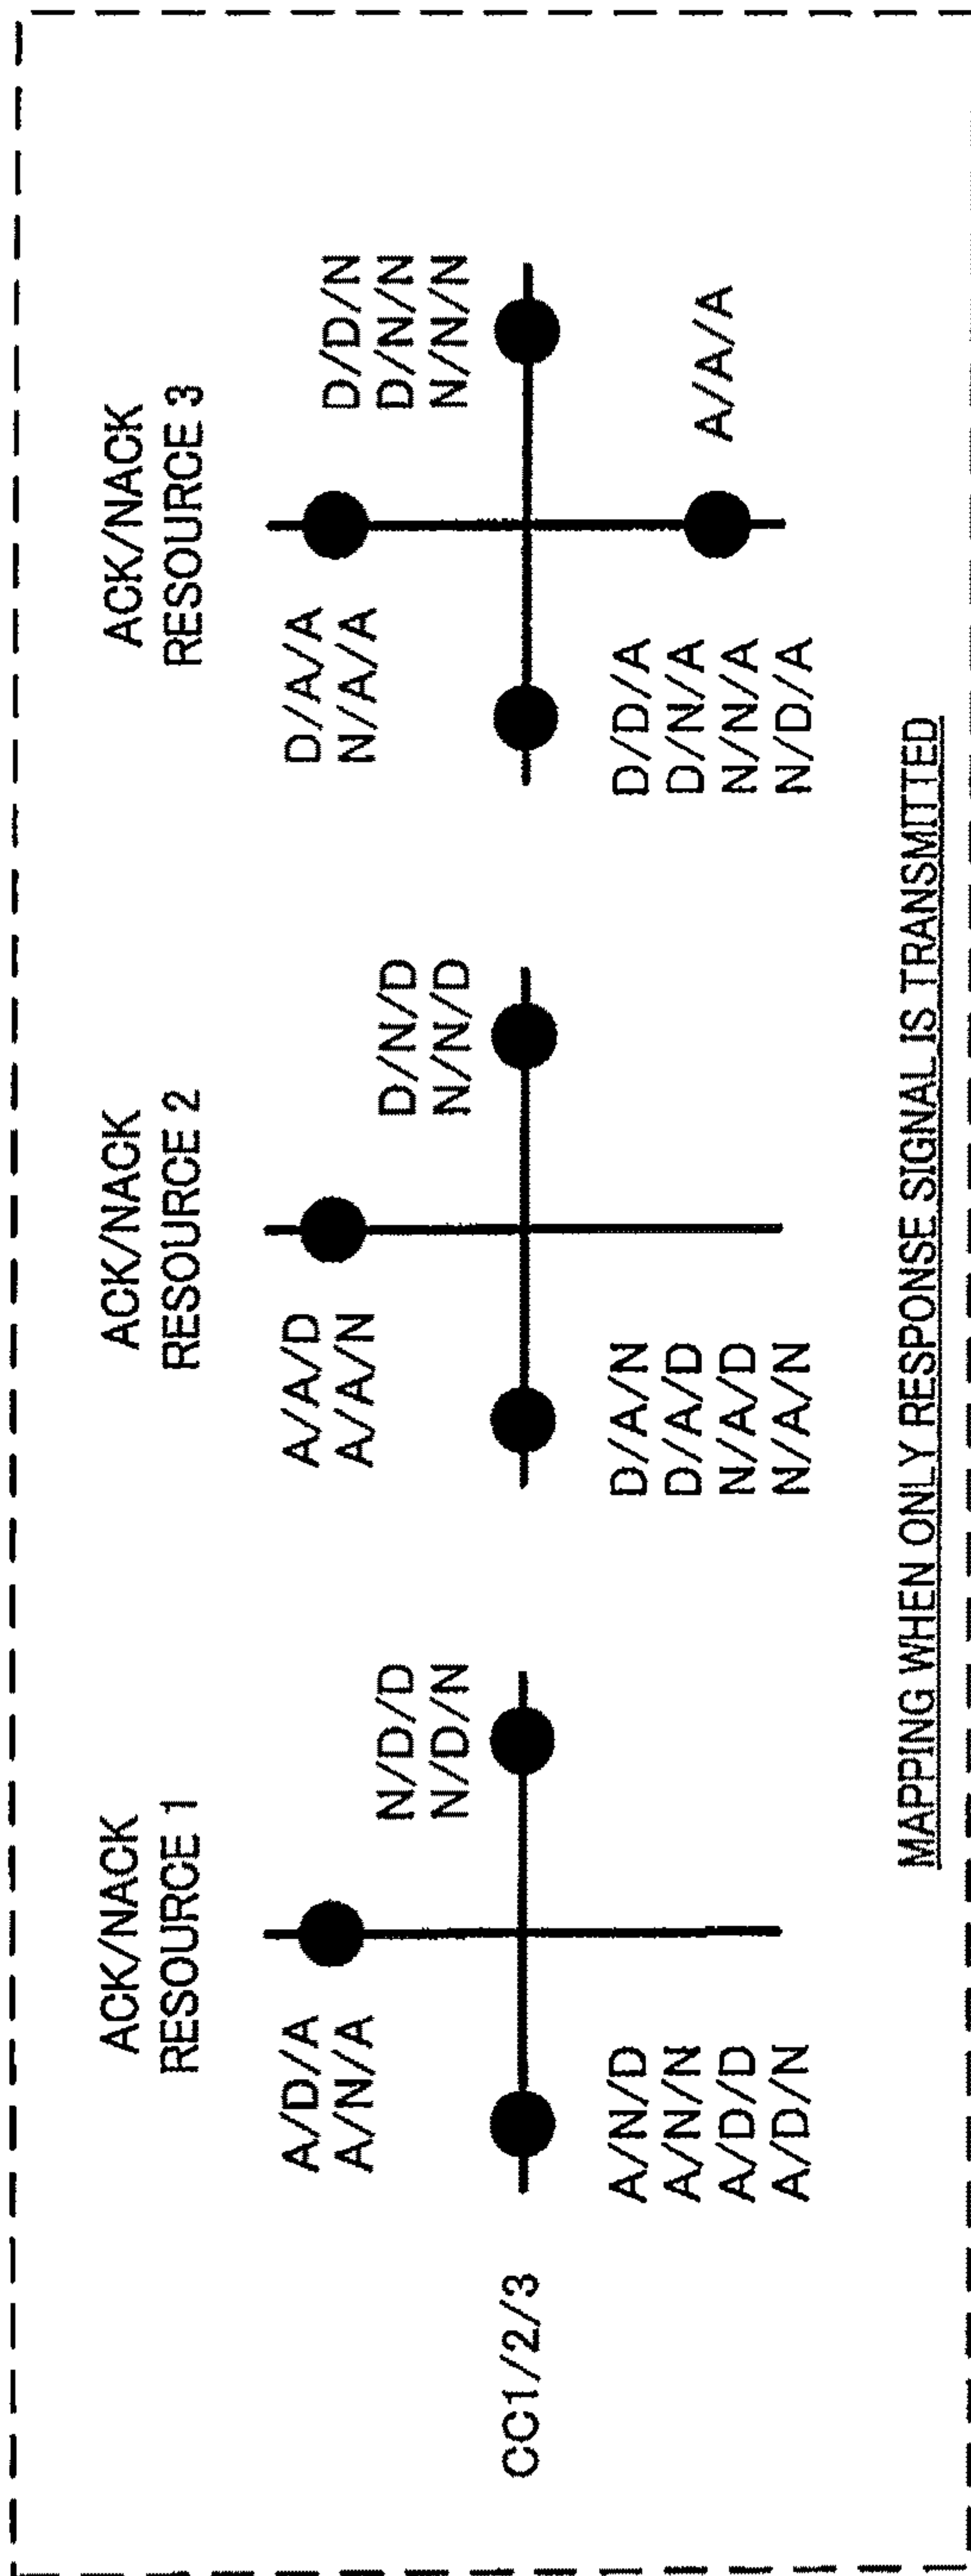 ACK/NACK
RESOURCE 1
A/D/A
A/N/A
N/D/D
N/D/N
A/N/D
A/N/N
A/D/D
A/D/N
ACK/NACK
RESOURCE 2
A/A/D
A/A/N
D/N/D
N/N/D
D/A/N
D/A/D
N/A/D
N/A/N
ACK/NACK
RESOURCE 3
D/A/A
N/A/A
D/D/N
D/N/N
N/N/N
D/D/A
D/N/A
N/N/A
N/D/A
A/A/A
CC1/2/3
MAPPING WHEN ONLY RESPONSE SIGNAL IS TRANSMITTED